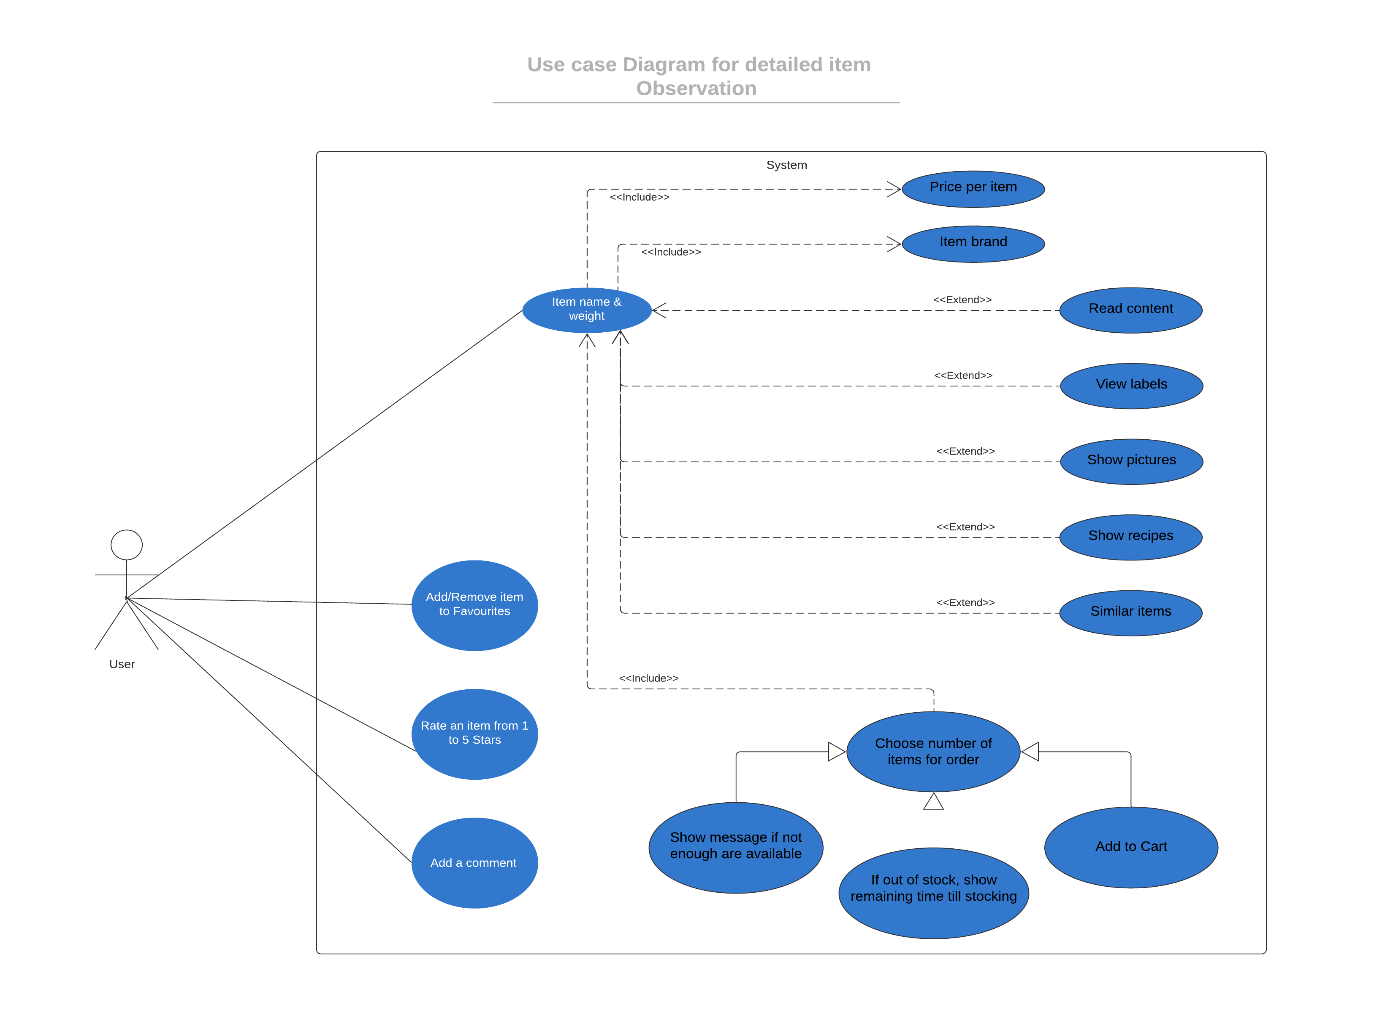 Use case Diagram for detailed item
Observation
System
Price per item
<<Include>>
Item brand
<<Include>>
Item name &
weight
<<Extend>>
Read content
<<Extend>>
View labels
<<Extend>>
Show pictures
<<Extend>>
Show recipes
<<Extend>>
Similar items
Add/Remove item
to Favourites
User
<<Include>>
Rate an item from 1
to 5 Stars
Choose number of
items for order
Show message if not
enough are available
Add to Cart
Add a comment
If out of stock, show
remaining time till stocking